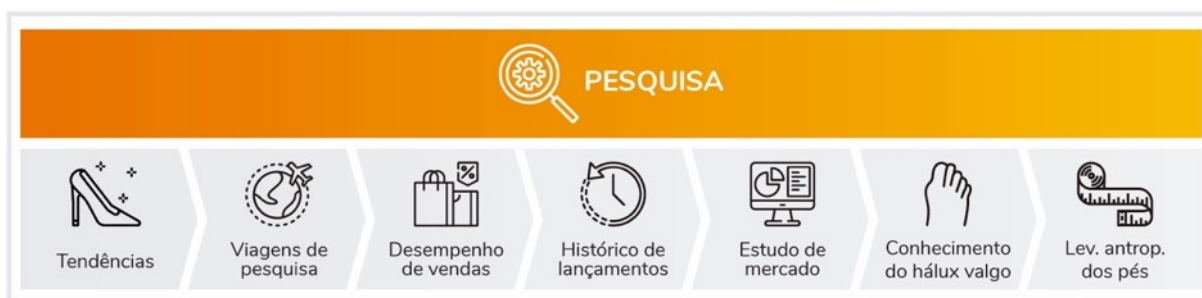 PESQUISA
Tendências
Viagens de
pesquisa
Desempenho
de vendas
Histórico de
lançamentos
Estudo de
mercado
Conhecimento
do hálux valgo
Lev. antrop.
dos pés